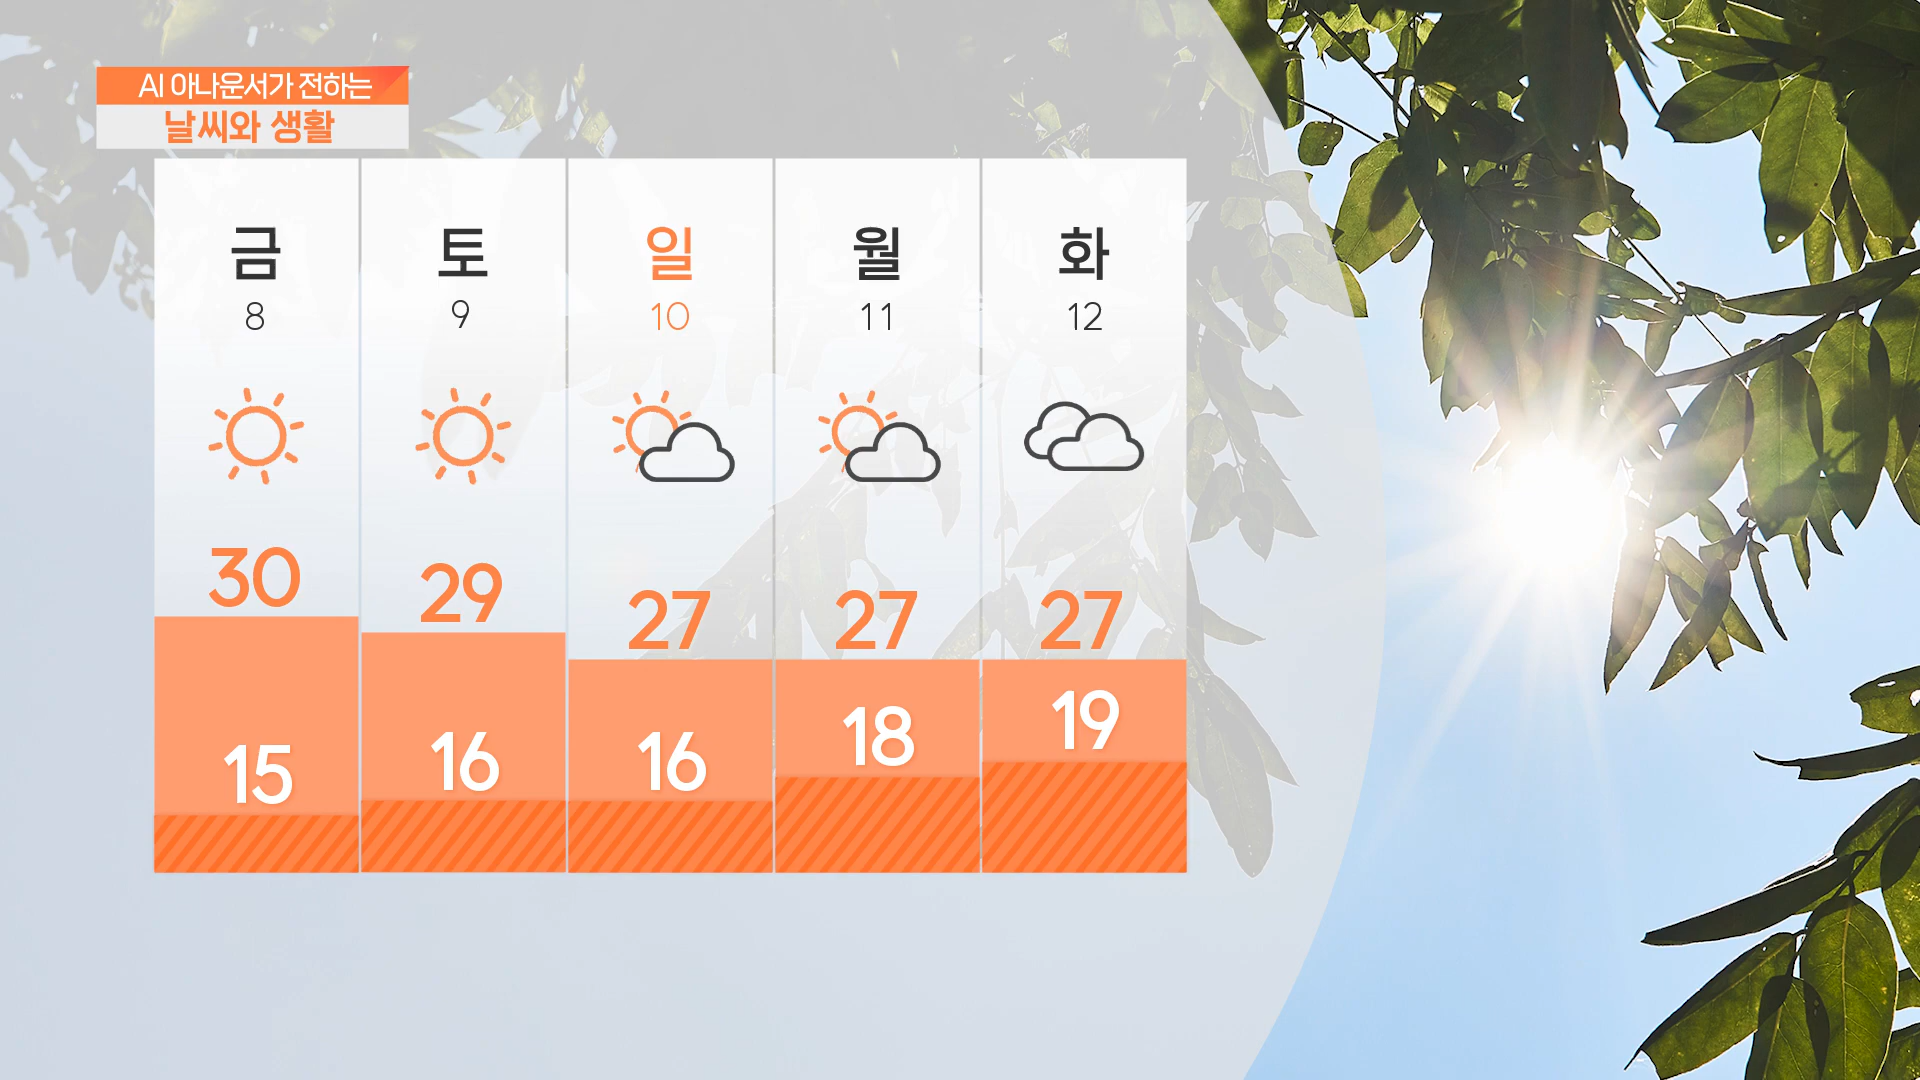 AI 아나운서가 전하는
날씨와 생활
금 토 일 월 화
8 9 10 11 12
30 29 27 27 27
15 16 16 18 19